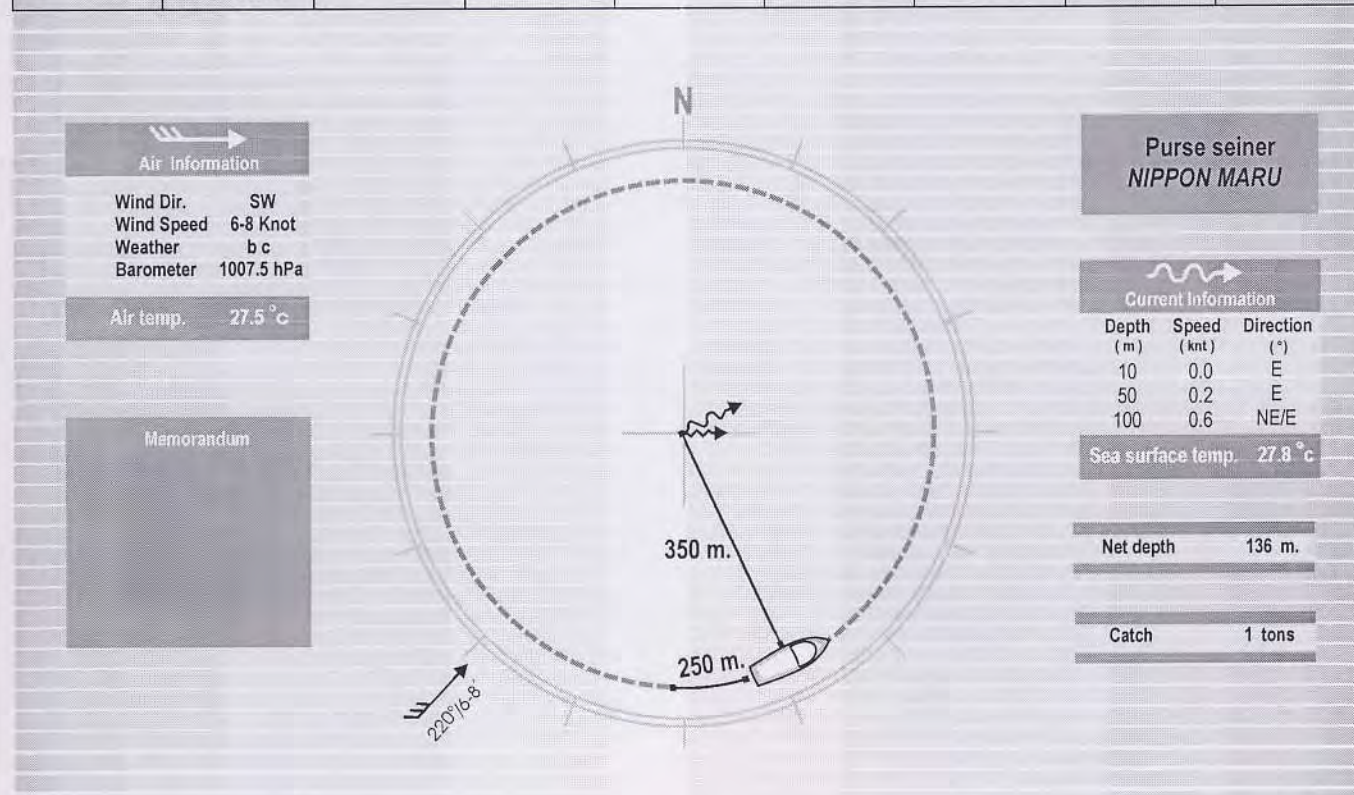 N
Air Information
Wind Dir. SW
Wind Speed 6-8 Knot
Weather b c
Barometer 1007.5 hPa
Air temp. 27.5 °c
Memorandum
Purse seiner
NIPPON MARU
Current Information
Depth Speed Direction
(m) (knt) (°)
10 0.0 E
50 0.2 E
100 0.6 NE/E
Sea surface temp. 27.8 °c
Net depth 136 m.
Catch 1 tons
350 m.
250 m.
220°/6-8'